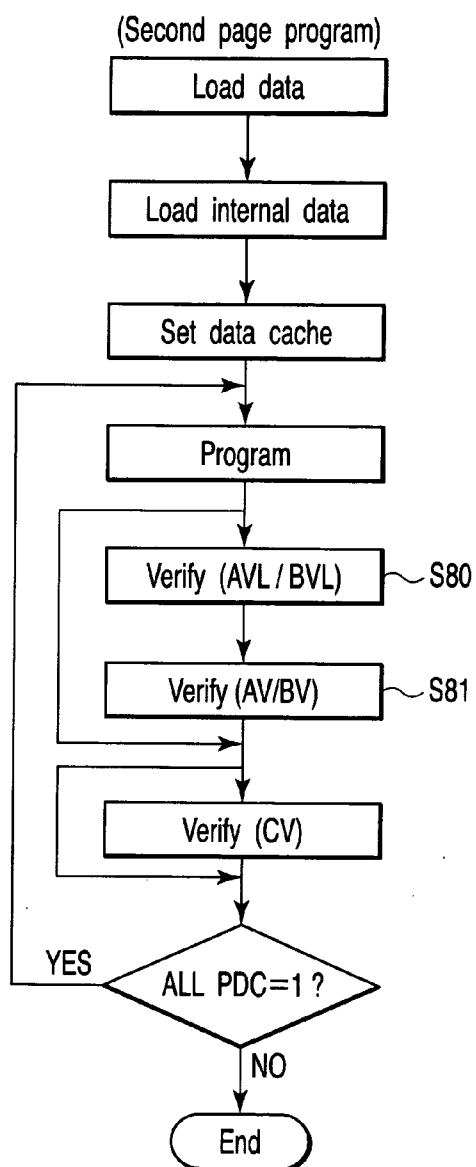 (Second page program)
Load data
Load internal data
Set data cache
Program
Verify (AVL / BVL)
S80
Verify (AV/BV)
S81
Verify (CV)
YES
ALL PDC=1 ?
NO
End